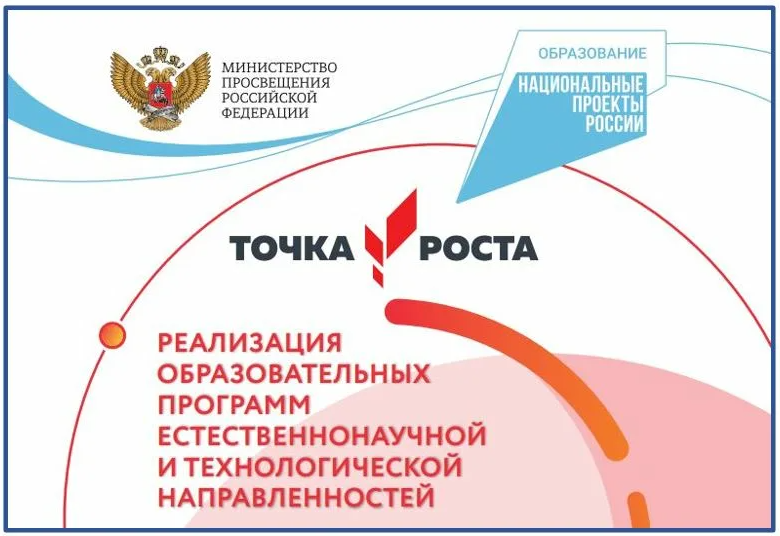 МИНИСТЕРСТВО
ПРОСВЕЩЕНИЯ
РОССИЙСКОЙ
ФЕДЕРАЦИИ
ОБРАЗОВАНИЕ
НАЦИОНАЛЬНЫЕ
ПРОЕКТЫ
РОССИИ
ТОЧКА РОСТА
РЕАЛИЗАЦИЯ
ОБРАЗОВАТЕЛЬНЫХ
ПРОГРАММ
ЕСТЕСТВЕННОНАУЧНОЙ
И ТЕХНОЛОГИЧЕСКОЙ
НАПРАВЛЕННОСТЕЙ